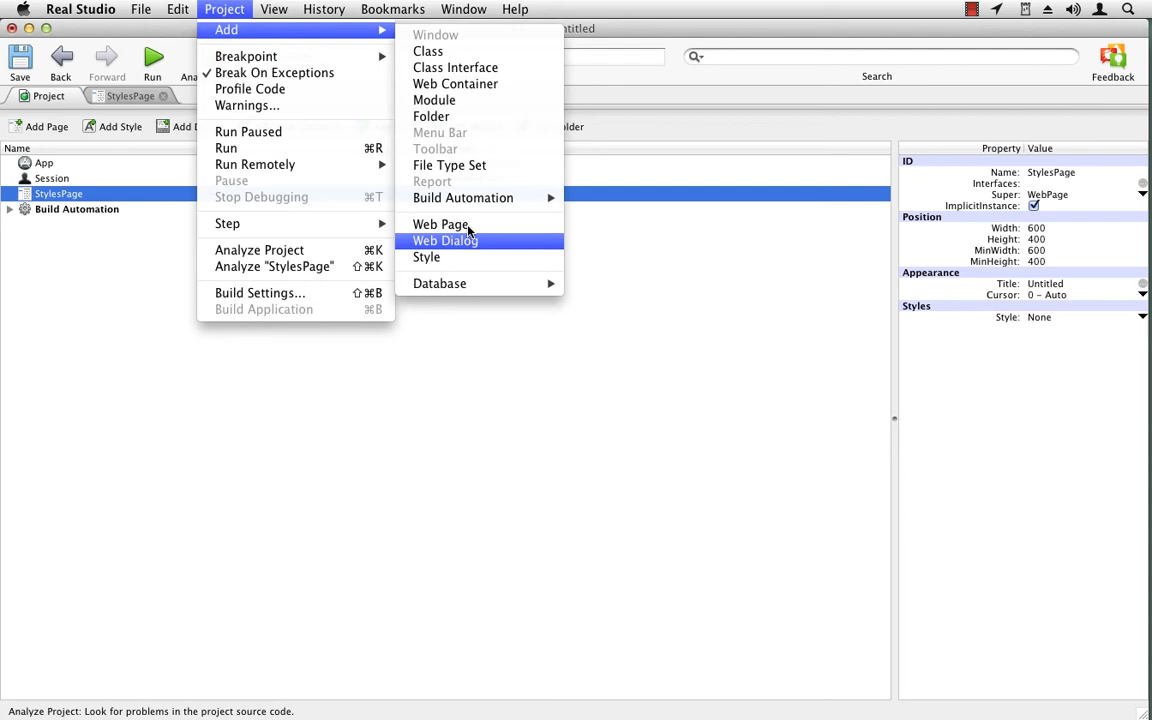 Real Studio File Edit Project View History Bookmarks Window Help
ntitled
Save Back Forward Run Ana Search Feedback
Project StylesPage
Add Page Add Style Add D older
Name
App
Session
StylesPage
Build Automation
Add
Breakpoint
Break On Exceptions
Profile Code
Warnings...
Run Paused
Run ⌘R
Run Remotely
Pause
Stop Debugging ⌘T
Step
Analyze Project ⌘K
Analyze "StylesPage" ⇧⌘K
Build Settings... ⇧⌘B
Build Application ⌘B
Window
Class
Class Interface
Web Container
Module
Folder
Menu Bar
Toolbar
File Type Set
Report
Build Automation
Web Page
Web Dialog
Style
Database
Property Value
ID
Name: StylesPage
Interfaces:
Super: WebPage
ImplicitInstance:
Position
Width: 600
Height: 400
MinWidth: 600
MinHeight: 400
Appearance
Title: Untitled
Cursor: 0 – Auto
Styles
Style: None
Analyze Project: Look for problems in the project source code.